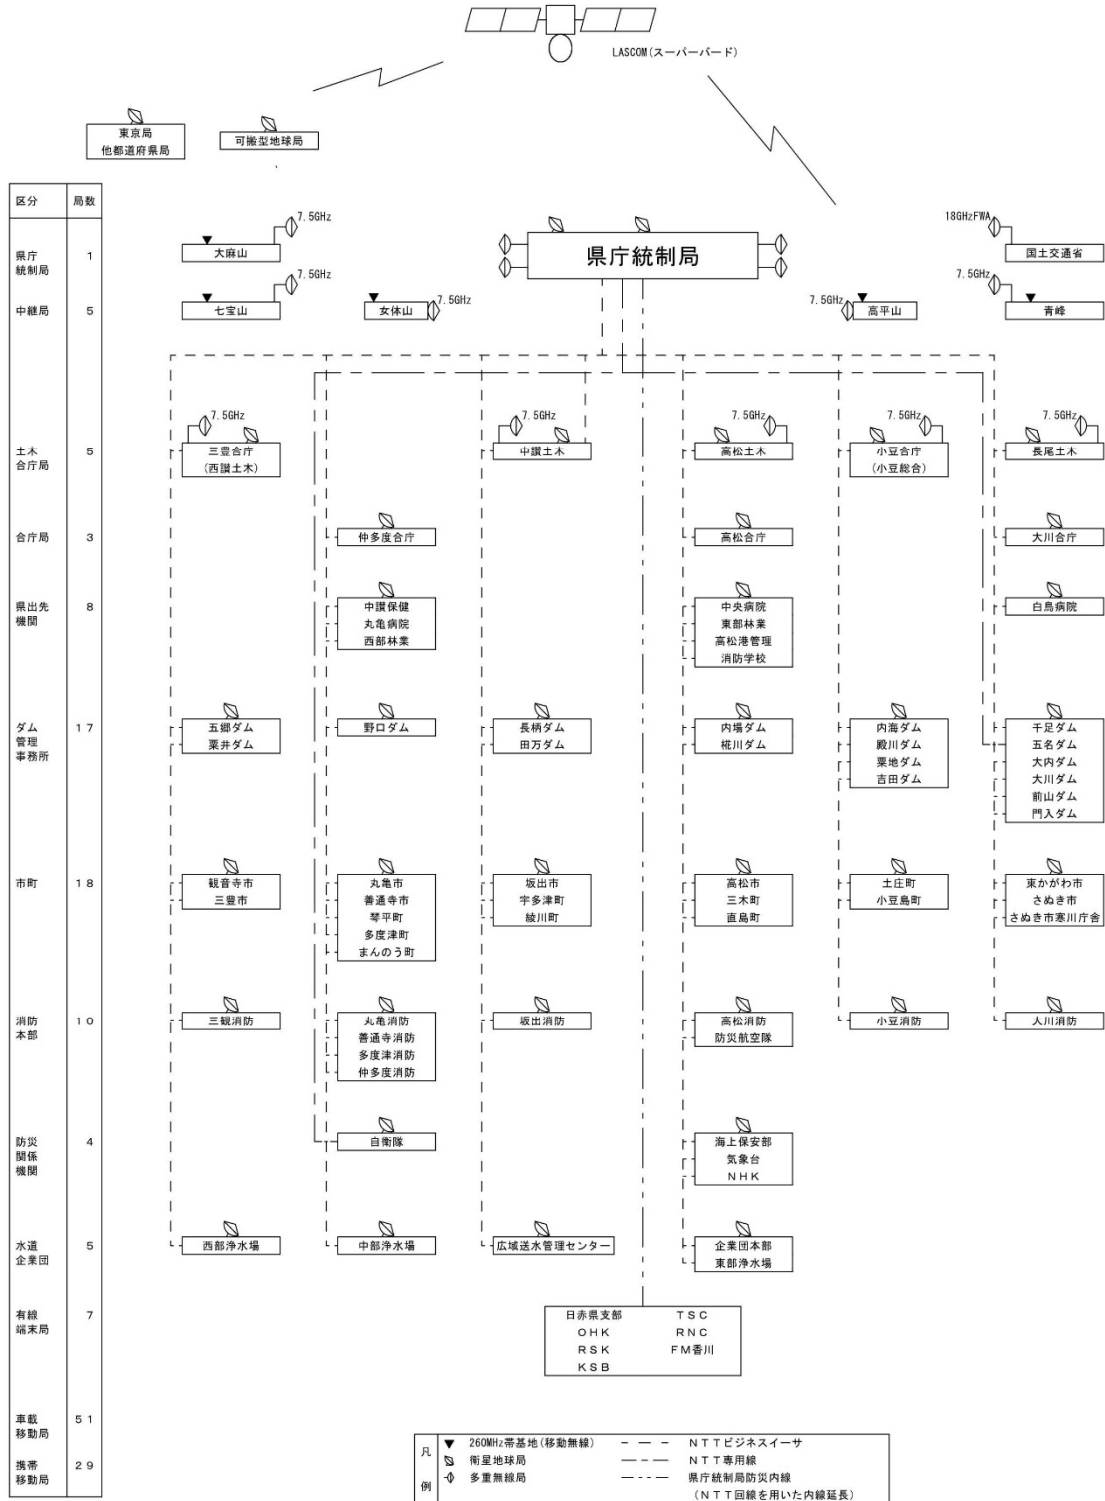 LASCOM(スーパーバード)
東京局
他都道府県局
可搬型地球局
区分 局数
県庁
統制局 1
中継局 5
土木
合庁局 5
合庁局 3
県出先
機関 8
ダム
管理
事務所 17
市町 18
消防
本部 10
防災
関係
機関 4
水道
企業団 5
有線
端末局 7
車載
移動局 51
携帯
移動局 29
7.5GHz
大麻山
県庁統制局
18GHzFWA
国土交通省
7.5GHz
七宝山
女体山
7.5GHz
7.5GHz
高平山
7.5GHz
青峰
7.5GHz
三豊合庁
(西讃土木)
7.5GHz
中讃土木
7.5GHz
高松土木
7.5GHz
小豆合庁
(小豆総合)
7.5GHz
長尾土木
仲多度合庁
高松合庁
大川合庁
中讃保健
丸亀病院
西部林業
中央病院
東部林業
高松港管理
消防学校
白鳥病院
五郷ダム
粟井ダム
野口ダム
長柄ダム
田万ダム
内場ダム
椛川ダム
内海ダム
殿川ダム
粟地ダム
吉田ダム
千足ダム
五名ダム
大内ダム
大川ダム
前山ダム
門入ダム
観音寺市
三豊市
丸亀市
善通寺市
琴平町
多度津町
まんのう町
坂出市
宇多津町
綾川町
高松市
三木町
直島町
土庄町
小豆島町
東かがわ市
さぬき市
さぬき市寒川庁舎
三観消防
丸亀消防
善通寺消防
多度津消防
仲多度消防
坂出消防
高松消防
防災航空隊
小豆消防
大川消防
自衛隊
海上保安部
気象台
NHK
西部浄水場
中部浄水場
広域送水管理センター
企業団本部
東部浄水場
日赤県支部 TSC
OHK RNC
RSK FM香川
KSB
凡例
260MHz帯基地(移動無線) NTTビジネスイーサ
衛星地球局 NTT専用線
多重無線局 県庁統制局防災内線
(NTT回線を用いた内線延長)